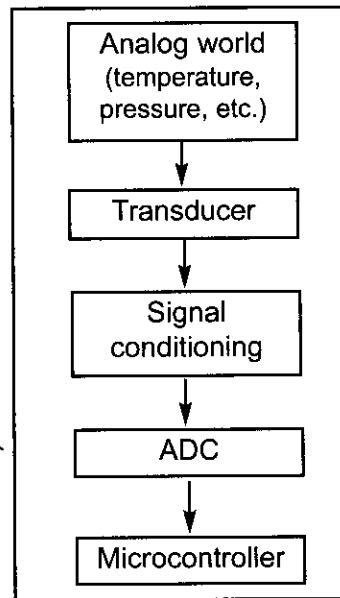 Analog world
(temperature,
pressure, etc.)
Transducer
Signal
conditioning
ADC
Microcontroller